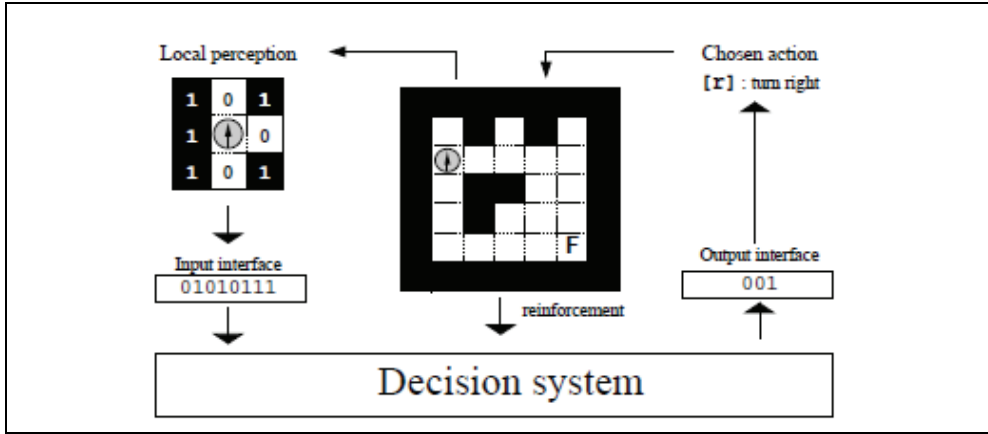 Local perception
Chosen action
[r] : turn right
1 0 1
1 0
1 0 1
F
Input interface
01010111
Output interface
001
reinforcement
Decision system